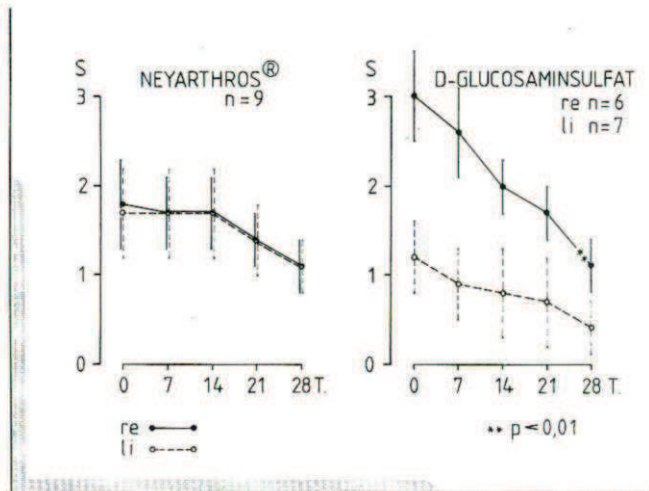 S
NEYARTHROS®
n=9
3
2
1
0
0 7 14 21 28 T.
re
li
S
D-GLUCOSAMINSULFAT
re n=6
li n=7
3
2
1
0
**
0 7 14 21 28 T.
** p<0,01